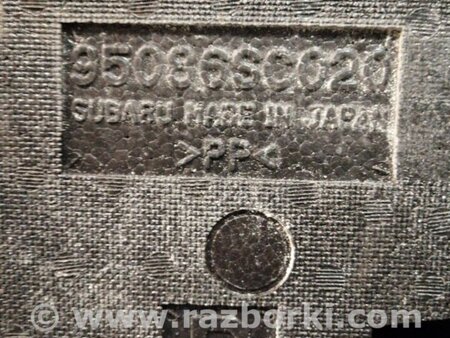 95086SC020
SUBARU MADE IN JAPAN
>PP<
www.razborki.com